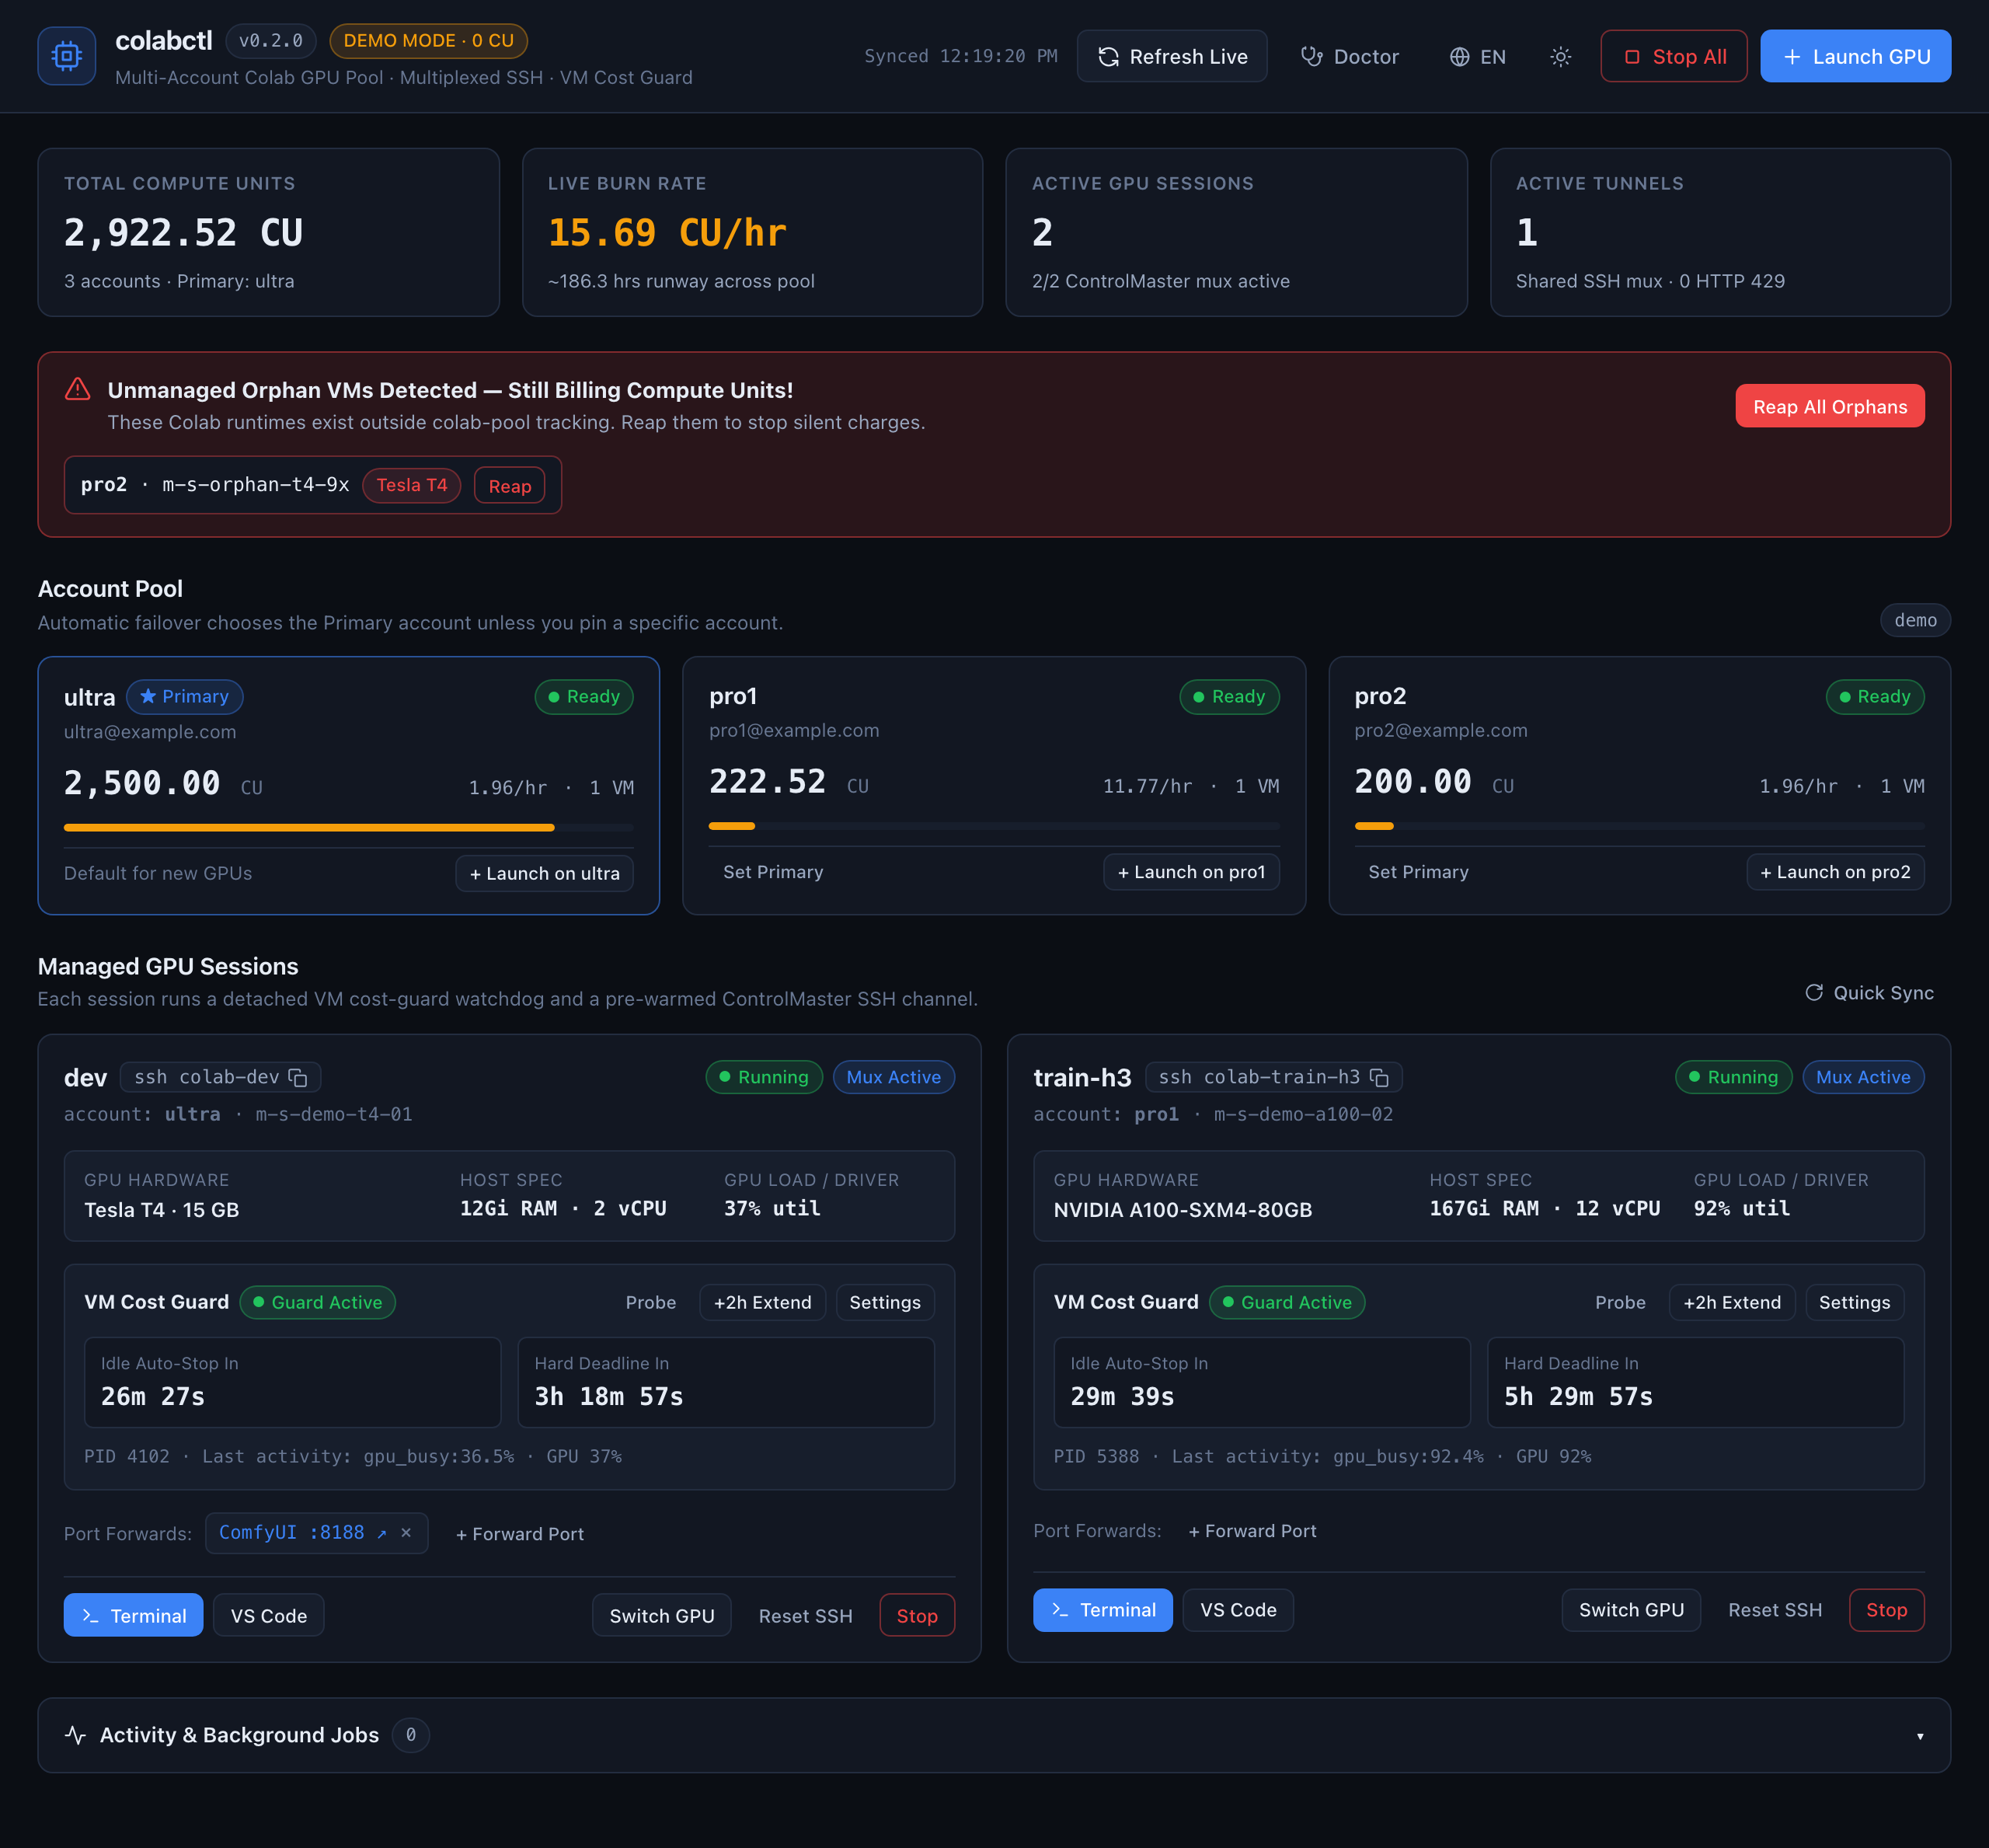 colabctl v0.2.0 DEMO MODE · 0 CU
Multi-Account Colab GPU Pool · Multiplexed SSH · VM Cost Guard
Synced 12:19:20 PM Refresh Live Doctor EN Stop All + Launch GPU
TOTAL COMPUTE UNITS
2,922.52 CU
3 accounts · Primary: ultra
LIVE BURN RATE
15.69 CU/hr
~186.3 hrs runway across pool
ACTIVE GPU SESSIONS
2
2/2 ControlMaster mux active
ACTIVE TUNNELS
1
Shared SSH mux · 0 HTTP 429
Unmanaged Orphan VMs Detected — Still Billing Compute Units!
These Colab runtimes exist outside colab-pool tracking. Reap them to stop silent charges.
Reap All Orphans
pro2 · m-s-orphan-t4-9x Tesla T4 Reap
Account Pool
Automatic failover chooses the Primary account unless you pin a specific account.
demo
ultra ★ Primary ● Ready
ultra@example.com
2,500.00 CU 1.96/hr · 1 VM
Default for new GPUs + Launch on ultra
pro1 ● Ready
pro1@example.com
222.52 CU 11.77/hr · 1 VM
Set Primary + Launch on pro1
pro2 ● Ready
pro2@example.com
200.00 CU 1.96/hr · 1 VM
Set Primary + Launch on pro2
Managed GPU Sessions
Each session runs a detached VM cost-guard watchdog and a pre-warmed ControlMaster SSH channel.
Quick Sync
dev ssh colab-dev ● Running Mux Active
account: ultra · m-s-demo-t4-01
GPU HARDWARE HOST SPEC GPU LOAD / DRIVER
Tesla T4 · 15 GB 12Gi RAM · 2 vCPU 37% util
VM Cost Guard ● Guard Active Probe +2h Extend Settings
Idle Auto-Stop In Hard Deadline In
26m 27s 3h 18m 57s
PID 4102 · Last activity: gpu_busy:36.5% · GPU 37%
Port Forwards: ComfyUI :8188 ↗ × + Forward Port
Terminal VS Code Switch GPU Reset SSH Stop
train-h3 ssh colab-train-h3 ● Running Mux Active
account: pro1 · m-s-demo-a100-02
GPU HARDWARE HOST SPEC GPU LOAD / DRIVER
NVIDIA A100-SXM4-80GB 167Gi RAM · 12 vCPU 92% util
VM Cost Guard ● Guard Active Probe +2h Extend Settings
Idle Auto-Stop In Hard Deadline In
29m 39s 5h 29m 57s
PID 5388 · Last activity: gpu_busy:92.4% · GPU 92%
Port Forwards: + Forward Port
Terminal VS Code Switch GPU Reset SSH Stop
Activity & Background Jobs 0